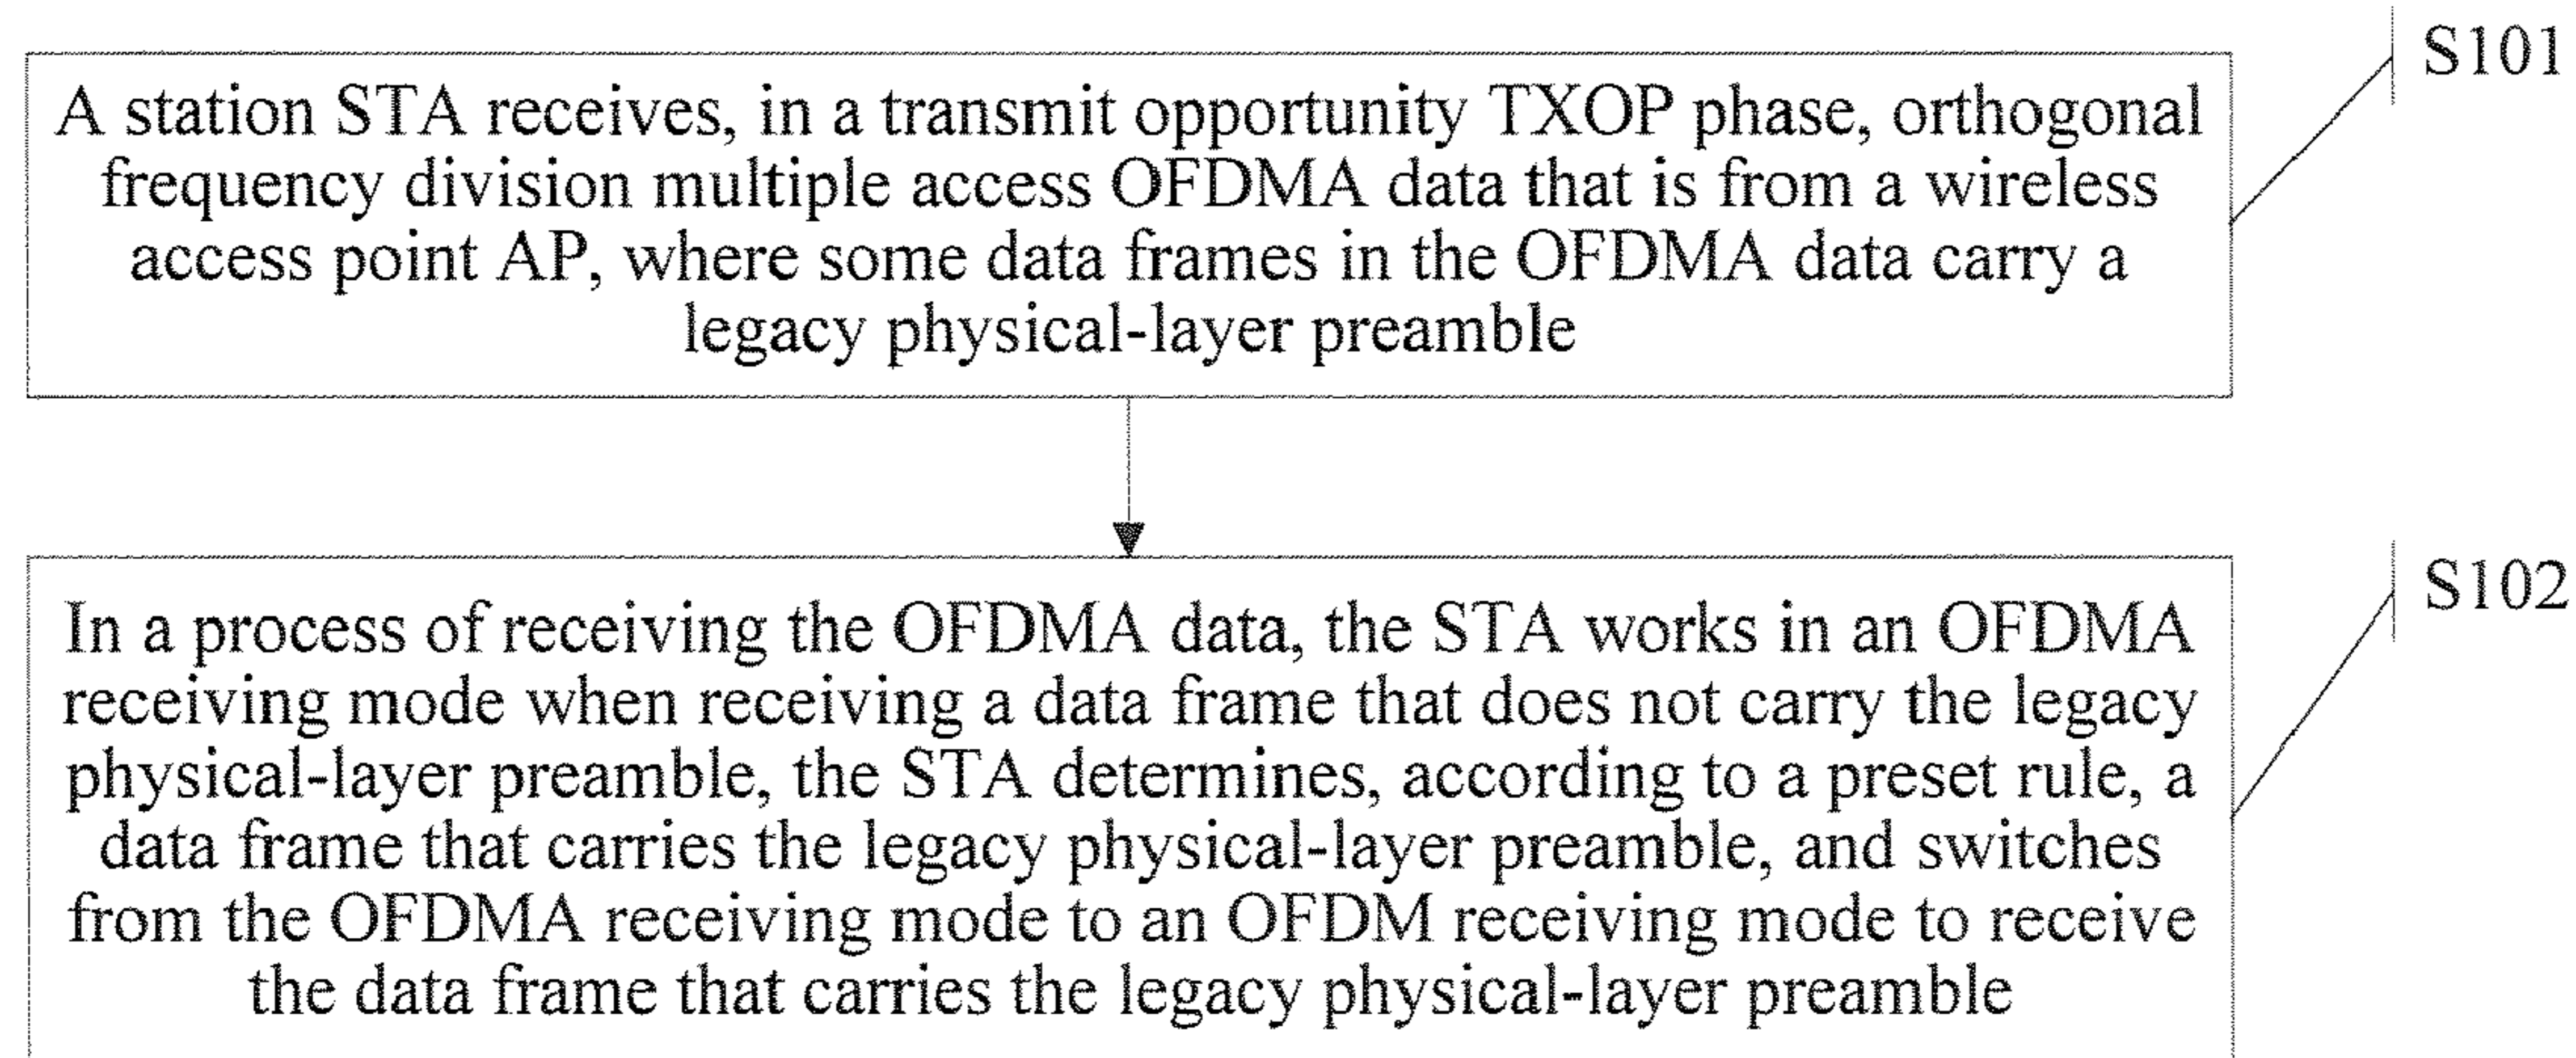 S101
A station STA receives, in a transmit opportunity TXOP phase, orthogonal
frequency division multiple access OFDMA data that is from a wireless
access point AP, where some data frames in the OFDMA data carry a
legacy physical-layer preamble
S102
In a process of receiving the OFDMA data, the STA works in an OFDMA
receiving mode when receiving a data frame that does not carry the legacy
physical-layer preamble, the STA determines, according to a preset rule, a
data frame that carries the legacy physical-layer preamble, and switches
from the OFDMA receiving mode to an OFDM receiving mode to receive
the data frame that carries the legacy physical-layer preamble